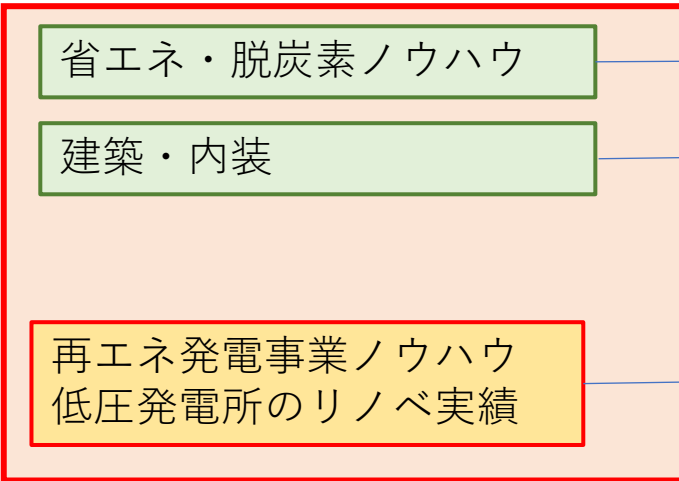 省エネ・脱炭素ノウハウ
建築・内装
再エネ発電事業ノウハウ
低圧発電所のリノベ実績